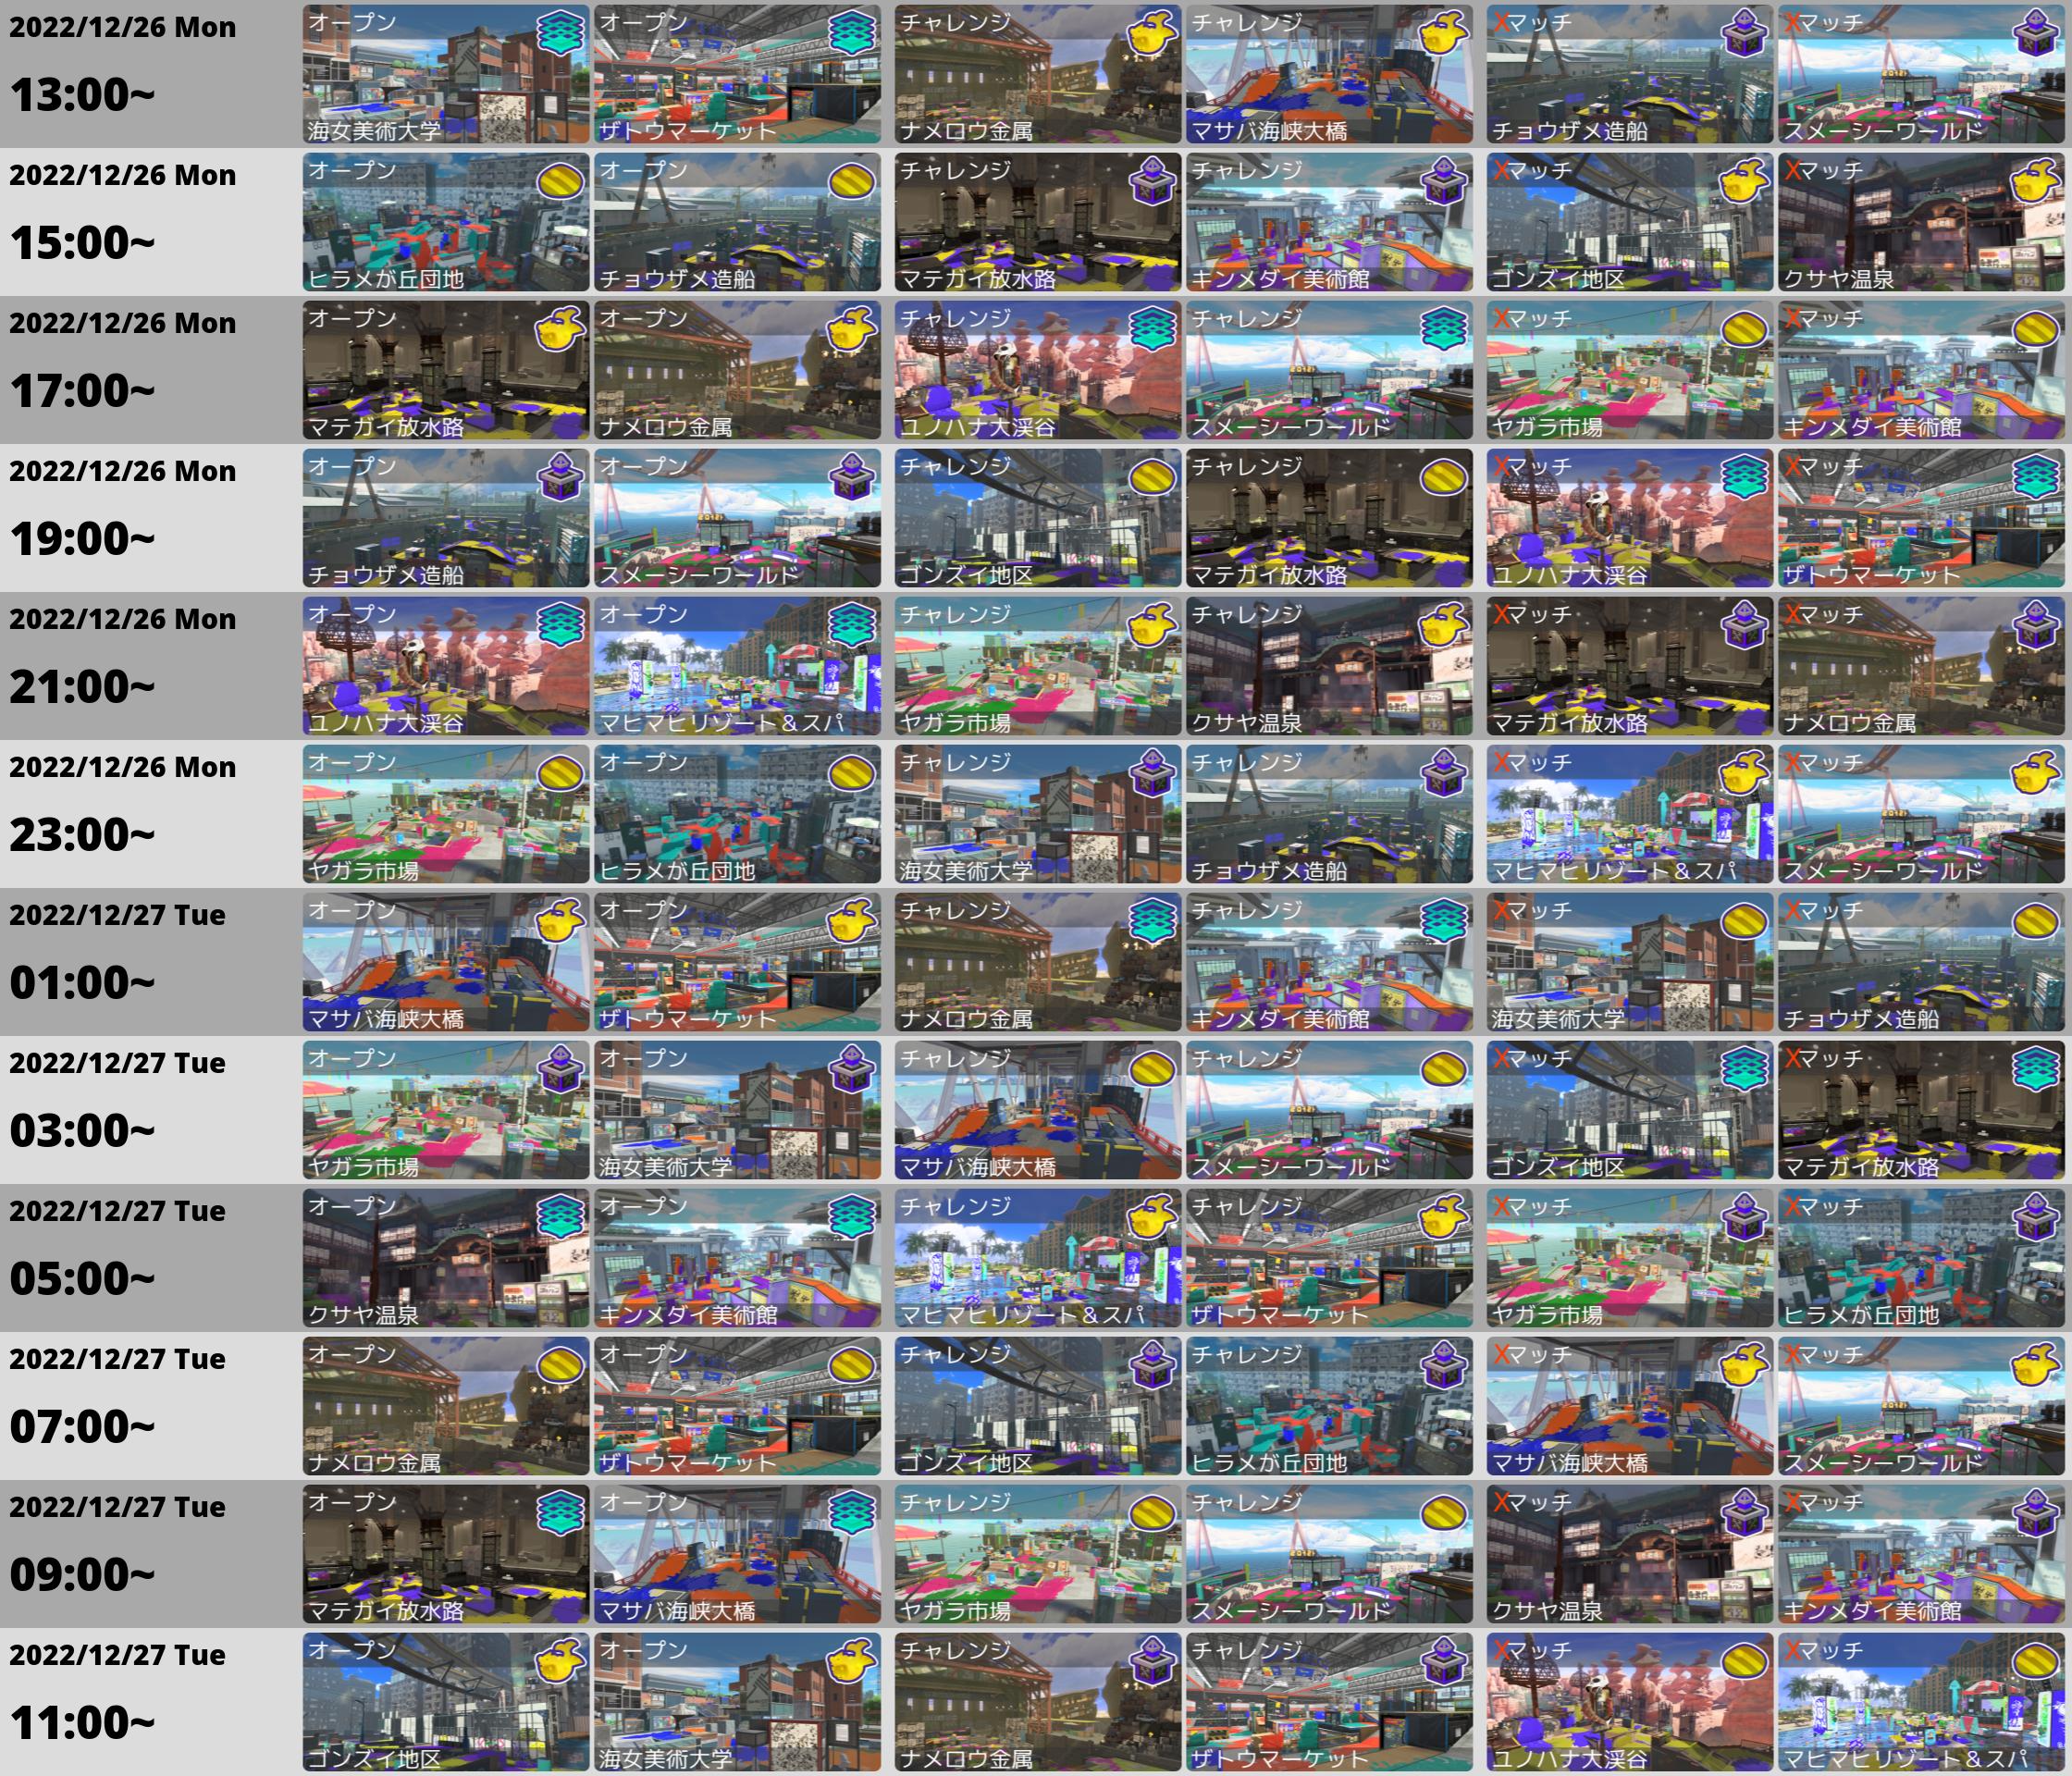 2022/12/26 Mon
13:00~
オープン オープン チャレンジ チャレンジ Xマッチ Xマッチ
海女美術大学 ザトウマーケット ナメロウ金属 マサバ海峡大橋 チョウザメ造船 スメーシーワールド
2022/12/26 Mon
15:00~
オープン オープン チャレンジ チャレンジ Xマッチ Xマッチ
ヒラメが丘団地 チョウザメ造船 マテガイ放水路 キンメダイ美術館 ゴンズイ地区 クサヤ温泉
2022/12/26 Mon
17:00~
オープン オープン チャレンジ チャレンジ Xマッチ Xマッチ
マテガイ放水路 ナメロウ金属 ユノハナ大渓谷 スメーシーワールド ヤガラ市場 キンメダイ美術館
2022/12/26 Mon
19:00~
オープン オープン チャレンジ チャレンジ Xマッチ Xマッチ
チョウザメ造船 スメーシーワールド ゴンズイ地区 マテガイ放水路 ユノハナ大渓谷 ザトウマーケット
2022/12/26 Mon
21:00~
オープン オープン チャレンジ チャレンジ Xマッチ Xマッチ
ユノハナ大渓谷 マヒマヒリゾート＆スパ ヤガラ市場 クサヤ温泉 マテガイ放水路 ナメロウ金属
2022/12/26 Mon
23:00~
オープン オープン チャレンジ チャレンジ Xマッチ Xマッチ
ヤガラ市場 ヒラメが丘団地 海女美術大学 チョウザメ造船 マヒマヒリゾート＆スパ スメーシーワールド
2022/12/27 Tue
01:00~
オープン オープン チャレンジ チャレンジ Xマッチ Xマッチ
マサバ海峡大橋 ザトウマーケット ナメロウ金属 キンメダイ美術館 海女美術大学 チョウザメ造船
2022/12/27 Tue
03:00~
オープン オープン チャレンジ チャレンジ Xマッチ Xマッチ
ヤガラ市場 海女美術大学 マサバ海峡大橋 スメーシーワールド ゴンズイ地区 マテガイ放水路
2022/12/27 Tue
05:00~
オープン オープン チャレンジ チャレンジ Xマッチ Xマッチ
クサヤ温泉 キンメダイ美術館 マヒマヒリゾート＆スパ ザトウマーケット ヤガラ市場 ヒラメが丘団地
2022/12/27 Tue
07:00~
オープン オープン チャレンジ チャレンジ Xマッチ Xマッチ
ナメロウ金属 ザトウマーケット ゴンズイ地区 ヒラメが丘団地 マサバ海峡大橋 スメーシーワールド
2022/12/27 Tue
09:00~
オープン オープン チャレンジ チャレンジ Xマッチ Xマッチ
マテガイ放水路 マサバ海峡大橋 ヤガラ市場 スメーシーワールド クサヤ温泉 キンメダイ美術館
2022/12/27 Tue
11:00~
オープン オープン チャレンジ チャレンジ Xマッチ Xマッチ
ゴンズイ地区 海女美術大学 ナメロウ金属 ザトウマーケット ユノハナ大渓谷 マヒマヒリゾート＆スパ